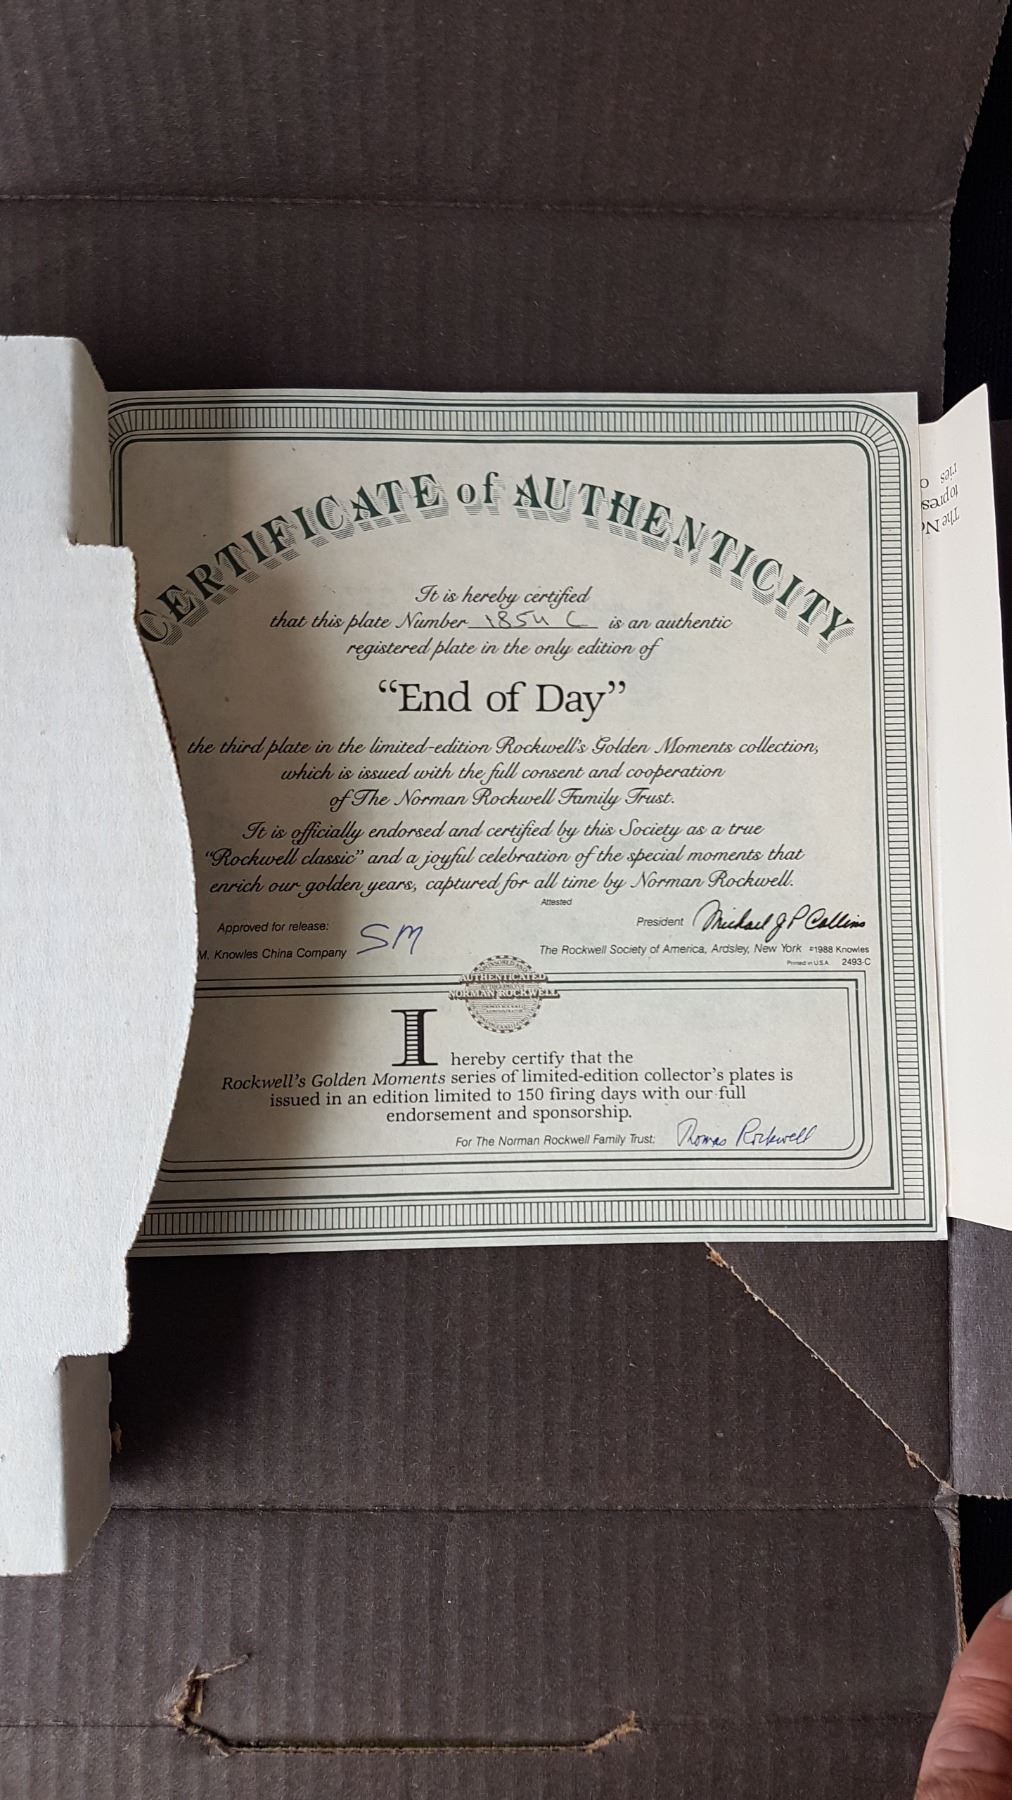 CERTIFICATE of AUTHENTICITY
It is hereby certified
that this plate Number 1854 C is an authentic
registered plate in the only edition of
“End of Day”
the third plate in the limited-edition Rockwell's Golden Moments collection,
which is issued with the full consent and cooperation
of The Norman Rockwell Family Trust.
It is officially endorsed and certified by this Society as a true
“Rockwell classic” and a joyful celebration of the special moments that
enrich our golden years, captured for all time by Norman Rockwell.
Attested
Approved for release: SM
President Michael J P Collins
M. Knowles China Company
The Rockwell Society of America, Ardsley, New York ©1988 Knowles
Printed in U.S.A. 2493-C
AUTHENTICATED
NORMAN ROCKWELL
I hereby certify that the
Rockwell's Golden Moments series of limited-edition collector's plates is
issued in an edition limited to 150 firing days with our full
endorsement and sponsorship.
For The Norman Rockwell Family Trust: Thomas Rockwell
The